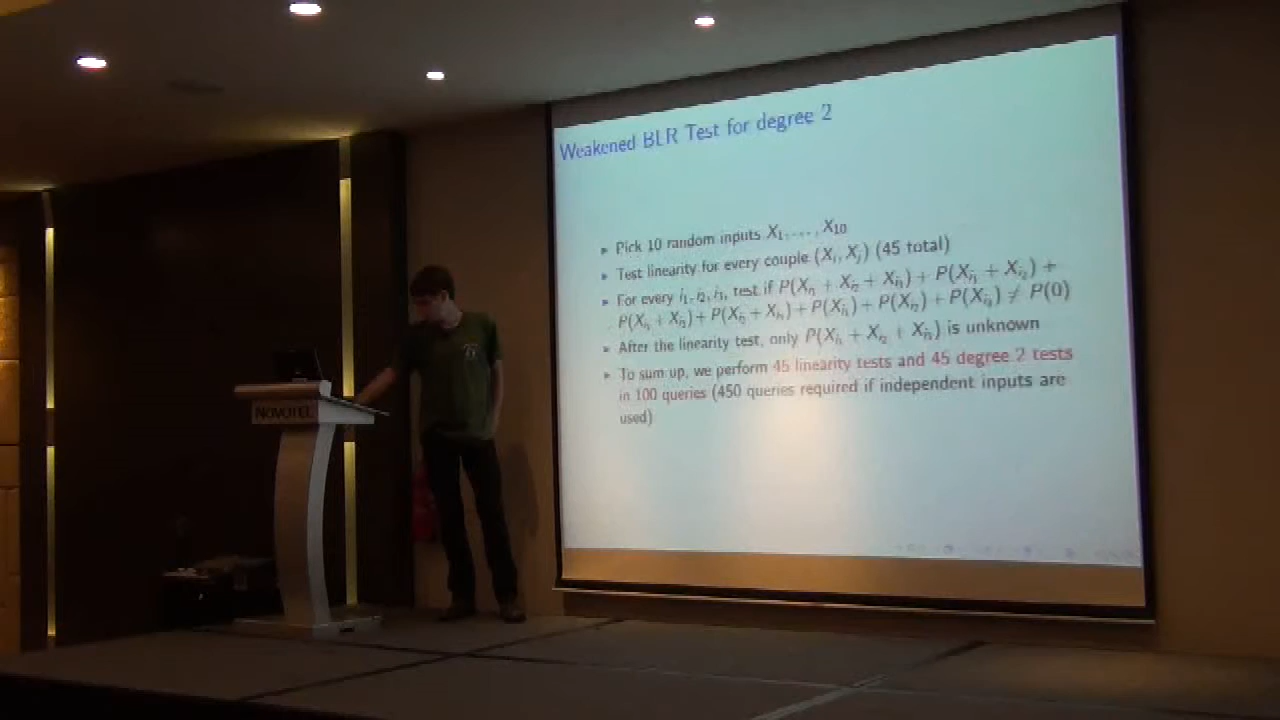 Weakened BLR Test for degree 2
▸ Pick 10 random inputs X₁, …, X₁₀
▸ Test linearity for every couple (Xᵢ, Xⱼ) (45 total)
▸ For every i₁, i₂, i₃, test if P(Xᵢ₁ + Xᵢ₂ + Xᵢ₃) + P(Xᵢ₁ + Xᵢ₂) +
P(Xᵢ₁ + Xᵢ₃) + P(Xᵢ₂ + Xᵢ₃) + P(Xᵢ₁) + P(Xᵢ₂) + P(Xᵢ₃) ≠ P(0)
▸ After the linearity test, only P(Xᵢ₁ + Xᵢ₂ + Xᵢ₃) is unknown
▸ To sum up, we perform 45 linearity tests and 45 degree 2 tests
in 100 queries (450 queries required if independent inputs are
used)
NOVOTEL